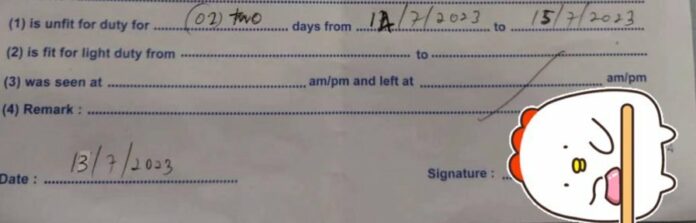 (1) is unfit for duty for (02) two days from 14/7/2023 to 15/7/2023
(2) is fit for light duty from to
(3) was seen at am/pm and left at am/pm
(4) Remark :
Date : 13/7/2023 Signature :